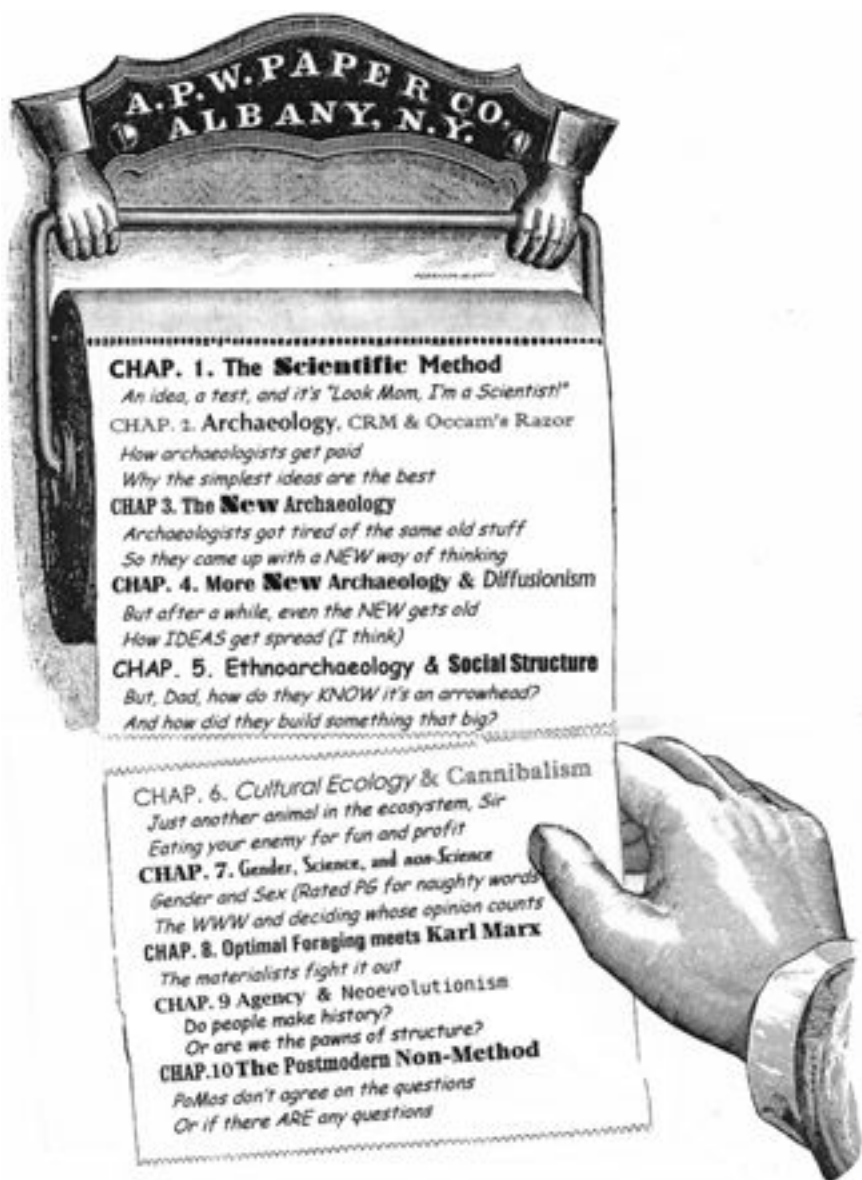 A.P.W. PAPER CO.
ALBANY, N.Y.
CHAP. 1. The Scientific Method
An idea, a test, and it's "Look Mom, I'm a Scientist!"
CHAP. 2. Archaeology, CRM & Occam's Razor
How archaeologists get paid
Why the simplest ideas are the best
CHAP 3. The New Archaeology
Archaeologists got tired of the same old stuff
So they came up with a NEW way of thinking
CHAP. 4. More New Archaeology & Diffusionism
But after a while, even the NEW gets old
How IDEAS get spread (I think)
CHAP. 5. Ethnoarchaeology & Social Structure
But, Dad, how do they KNOW it's an arrowhead?
And how did they build something that big?
CHAP. 6. Cultural Ecology & Cannibalism
Just another animal in the ecosystem, Sir
Eating your enemy for fun and profit
CHAP. 7. Gender, Science, and non-Science
Gender and Sex (Rated PG for naughty words
The WWW and deciding whose opinion counts
CHAP. 8. Optimal Foraging meets Karl Marx
The materialists fight it out
CHAP. 9 Agency & Neoevolutionism
Do people make history?
Or are we the pawns of structure?
CHAP.10 The Postmodern Non-Method
PoMos don't agree on the questions
Or if there ARE any questions